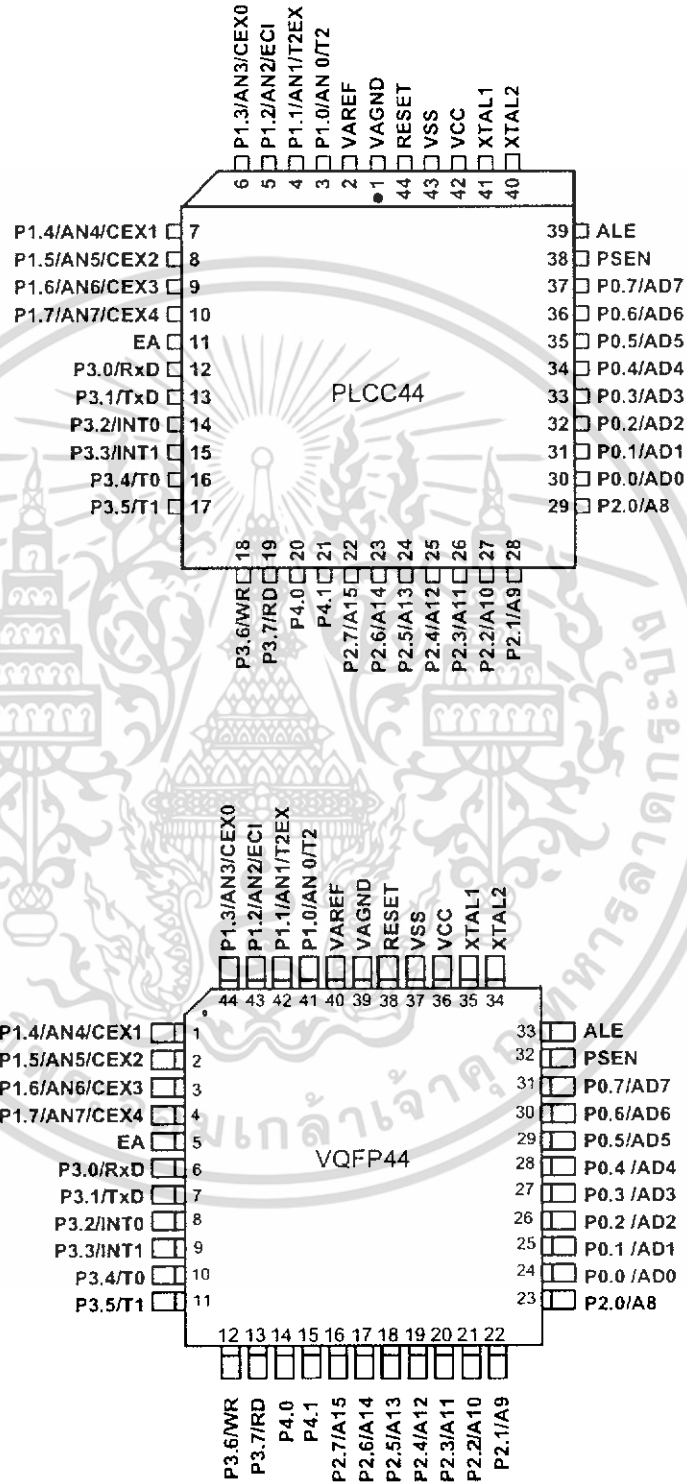 P1.3/AN3/CEX0
P1.2/AN2/ECI
P1.1/AN1/T2EX
P1.0/AN 0/T2
VAREF
VAGND
RESET
VSS
VCC
XTAL1
XTAL2
6 5 4 3 2 1 44 43 42 41 40
P1.4/AN4/CEX1 7
P1.5/AN5/CEX2 8
P1.6/AN6/CEX3 9
P1.7/AN7/CEX4 10
EA 11
P3.0/RxD 12
P3.1/TxD 13
P3.2/INT0 14
P3.3/INT1 15
P3.4/T0 16
P3.5/T1 17
PLCC44
39 ALE
38 PSEN
37 P0.7/AD7
36 P0.6/AD6
35 P0.5/AD5
34 P0.4/AD4
33 P0.3/AD3
32 P0.2/AD2
31 P0.1/AD1
30 P0.0/AD0
29 P2.0/A8
18 19 20 21 22 23 24 25 26 27 28
P3.6/WR
P3.7/RD
P4.0
P4.1
P2.7/A15
P2.6/A14
P2.5/A13
P2.4/A12
P2.3/A11
P2.2/A10
P2.1/A9
P1.3/AN3/CEX0
P1.2/AN2/ECI
P1.1/AN1/T2EX
P1.0/AN 0/T2
VAREF
VAGND
RESET
VSS
VCC
XTAL1
XTAL2
44 43 42 41 40 39 38 37 36 35 34
P1.4/AN4/CEX1 1
P1.5/AN5/CEX2 2
P1.6/AN6/CEX3 3
P1.7/AN7/CEX4 4
EA 5
P3.0/RxD 6
P3.1/TxD 7
P3.2/INT0 8
P3.3/INT1 9
P3.4/T0 10
P3.5/T1 11
VQFP44
33 ALE
32 PSEN
31 P0.7/AD7
30 P0.6/AD6
29 P0.5/AD5
28 P0.4 /AD4
27 P0.3 /AD3
26 P0.2 /AD2
25 P0.1 /AD1
24 P0.0 /AD0
23 P2.0/A8
12 13 14 15 16 17 18 19 20 21 22
P3.6/WR
P3.7/RD
P4.0
P4.1
P2.7/A15
P2.6/A14
P2.5/A13
P2.4/A12
P2.3/A11
P2.2/A10
P2.1/A9